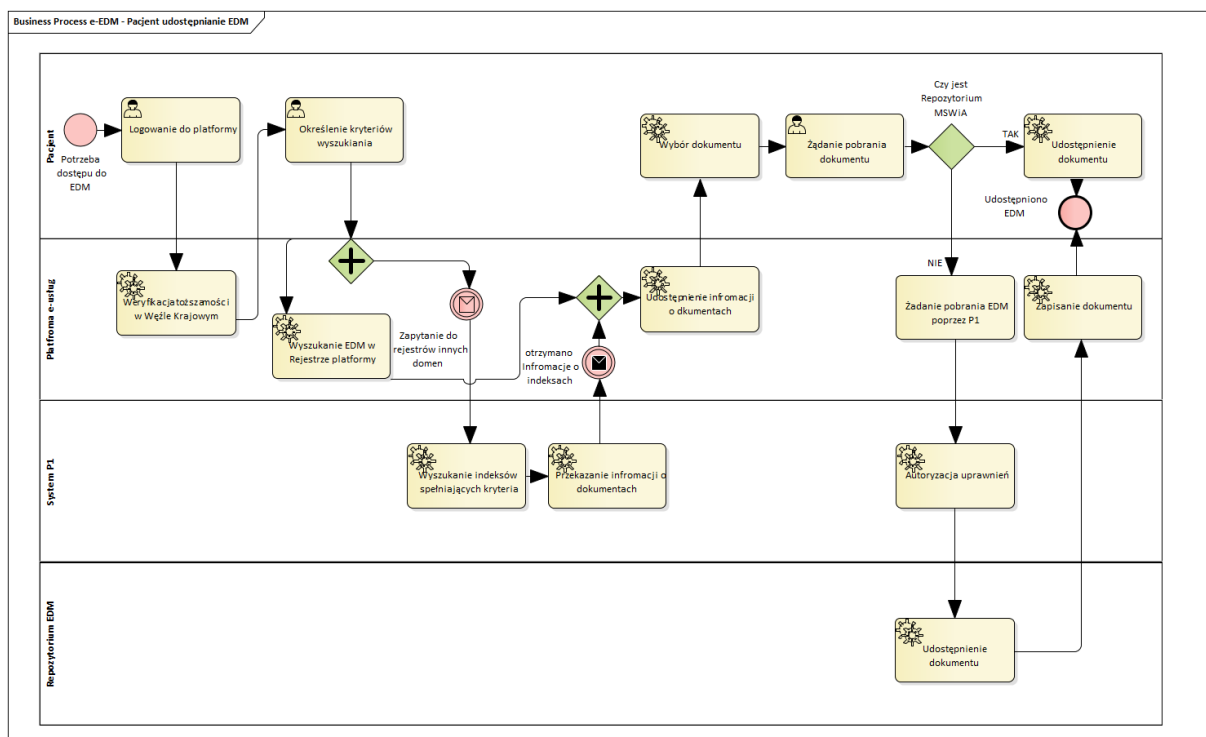 Business Process e-EDM - Pacjent udostępnianie EDM
Pacjent
Potrzeba
dostępu do
EDM
Logowanie do platformy
Określenie kryteriów
wyszukiania
Wybór dokumentu
Żądanie pobrania
dokumentu
Czy jest
Repozytorium
MSWiA
TAK
Udostępnienie
dokumentu
Udostępniono
EDM
NIE
Platfroma e-usług
Weryfikacjatożsamości
w Węźle Krajowym
Wyszukanie EDM w
Rejestrze platformy
Zapytanie do
rejestrów innych
domen
otrzymano
Infromacje o
indeksach
Udostępnienie infromacji
o dkumentach
Żadanie pobrania EDM
poprzez P1
Zapisanie dokumentu
System P1
Wyszukanie indeksów
spełniających kryteria
Przekazanie infromacji o
dokumentach
Autoryzacja uprawnień
Repozytorium EDM
Udostępnienie
dokumentu